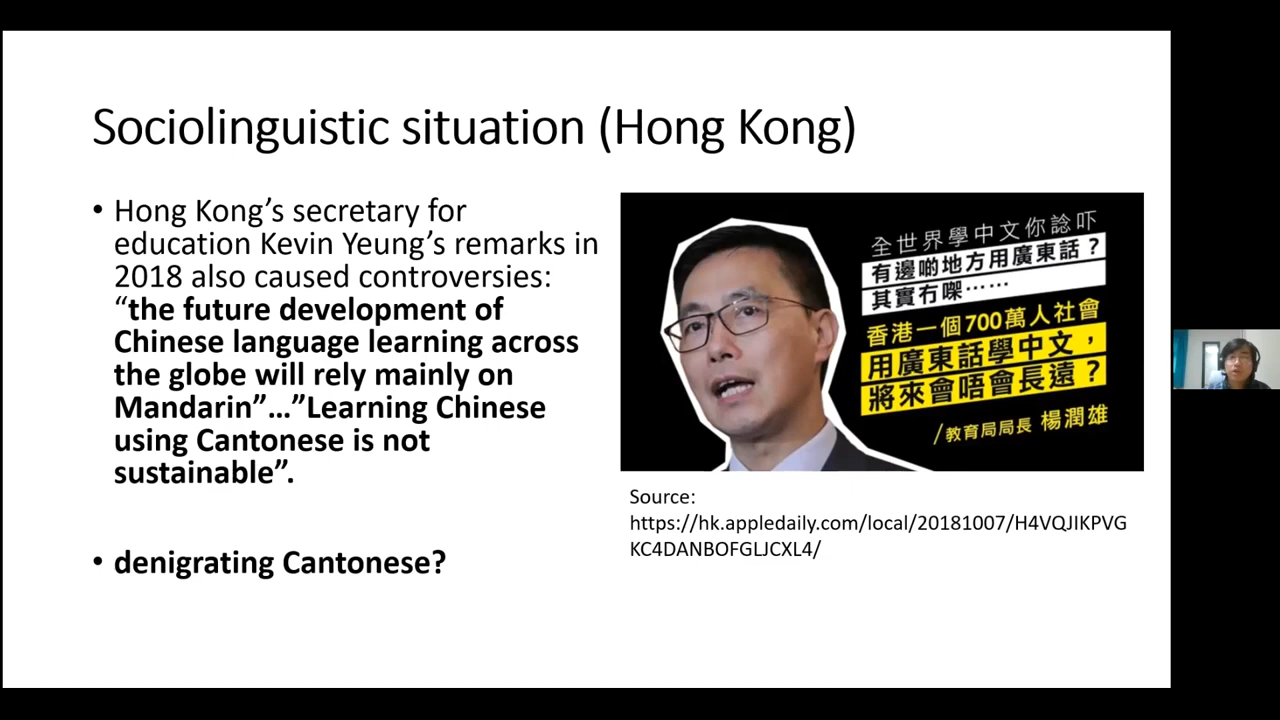 Sociolinguistic situation (Hong Kong)
• Hong Kong’s secretary for
education Kevin Yeung’s remarks in
2018 also caused controversies:
“the future development of
Chinese language learning across
the globe will rely mainly on
Mandarin”…”Learning Chinese
using Cantonese is not
sustainable”.
• denigrating Cantonese?
全世界學中文你諗吓
有邊啲地方用廣東話？
其實冇㗎……
香港一個700萬人社會
用廣東話學中文，
將來會唔會長遠？
/教育局局長 楊潤雄
Source:
https://hk.appledaily.com/local/20181007/H4VQJIKPVG
KC4DANBOFGLJCXL4/